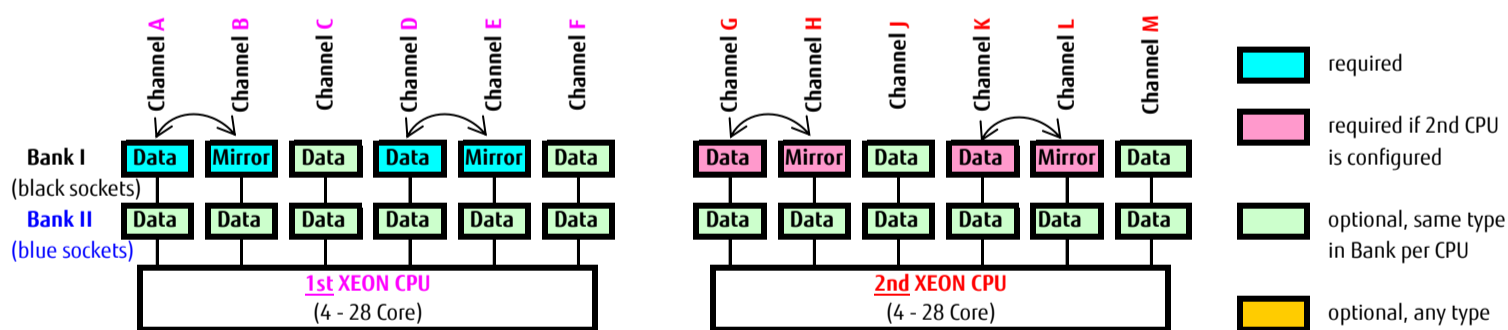 Channel A
Channel B
Channel C
Channel D
Channel E
Channel F
Channel G
Channel H
Channel J
Channel K
Channel L
Channel M
required
required if 2nd CPU
is configured
Bank I
(black sockets)
Data Mirror Data Data Mirror Data
Data Mirror Data Data Mirror Data
Bank II
(blue sockets)
Data Data Data Data Data Data
Data Data Data Data Data Data
optional, same type
in Bank per CPU
1st XEON CPU
(4 - 28 Core)
2nd XEON CPU
(4 - 28 Core)
optional, any type